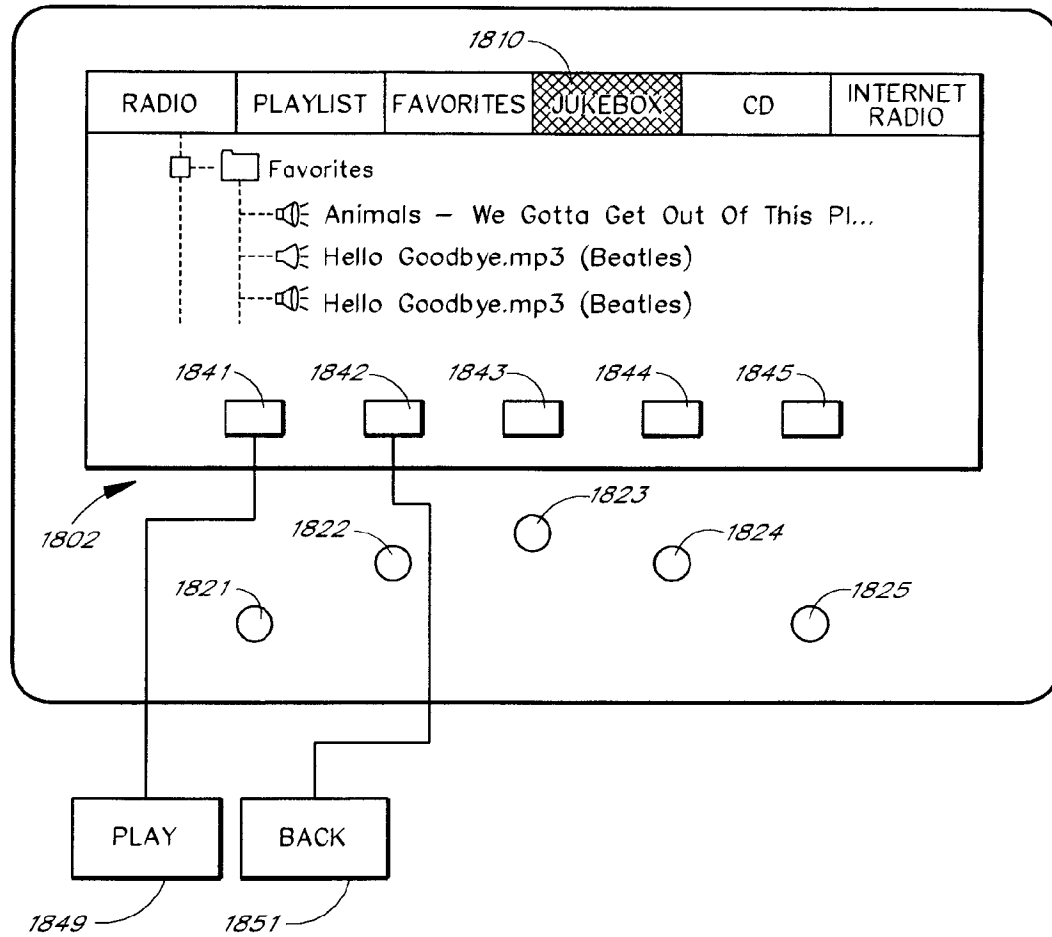 1810
RADIO
PLAYLIST
FAVORITES
JUKEBOX
CD
INTERNET
RADIO
Favorites
Animals – We Gotta Get Out Of This Pl...
Hello Goodbye.mp3 (Beatles)
Hello Goodbye.mp3 (Beatles)
1841
1842
1843
1844
1845
1802
1822
1823
1824
1821
1825
PLAY
BACK
1849
1851